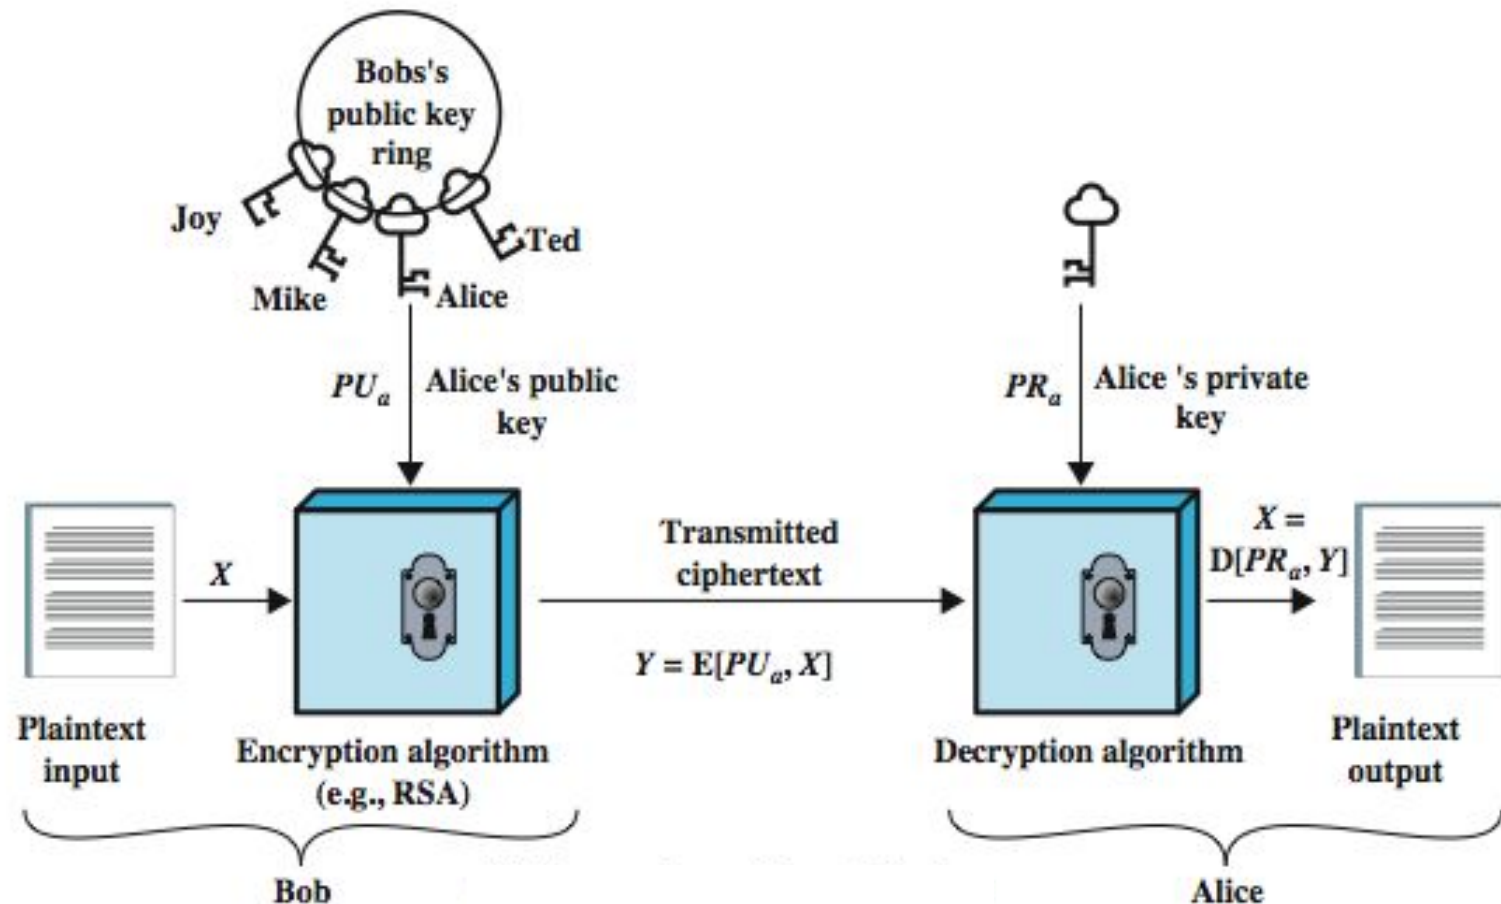 Bobs's
public key
ring
Joy
Ted
Mike
Alice
PUa
Alice's public
key
PRa
Alice 's private
key
X
Transmitted
ciphertext
X =
D[PRa, Y]
Y = E[PUa, X]
Plaintext
input
Encryption algorithm
(e.g., RSA)
Decryption algorithm
Plaintext
output
Bob
Alice